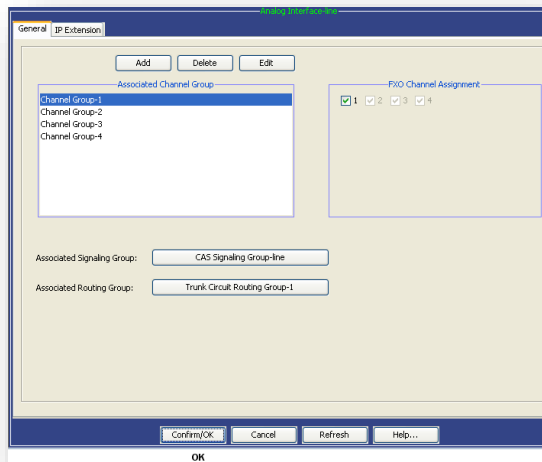 Analog Interface-line
General IP Extension
Add Delete Edit
Associated Channel Group FXO Channel Assignment
Channel Group-1 1 2 3 4
Channel Group-2
Channel Group-3
Channel Group-4
Associated Signaling Group: CAS Signaling Group-line
Associated Routing Group: Trunk Circuit Routing Group-1
Confirm/OK Cancel Refresh Help...
OK